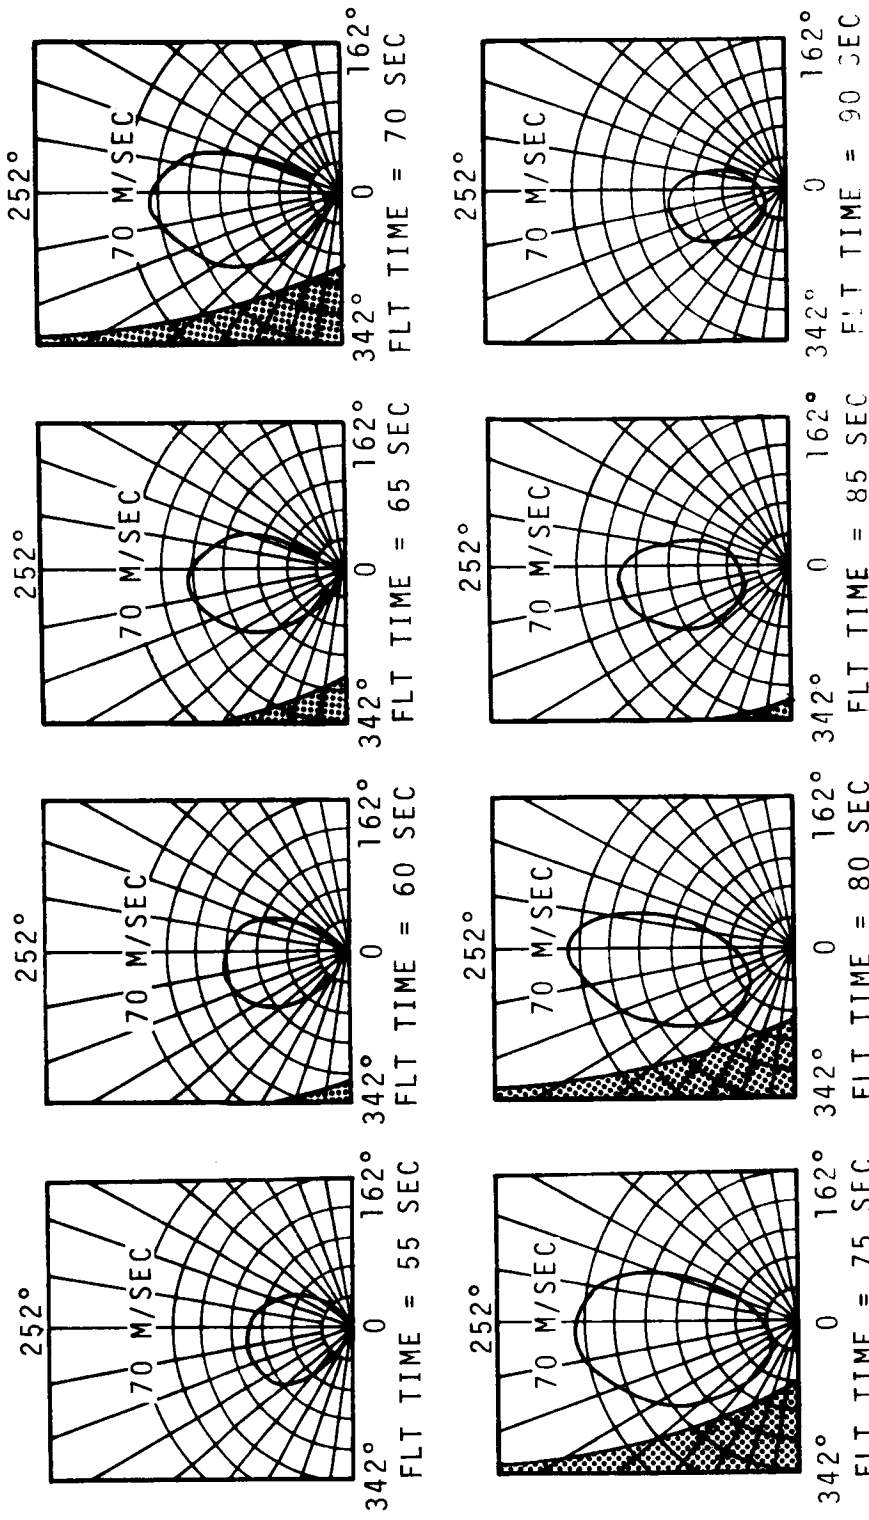 252°
70 M/SEC
342° 0 162°
FLT TIME = 55 SEC
252°
70 M/SEC
342° 0 162°
FLT TIME = 60 SEC
252°
70 M/SEC
342° 0 162°
FLT TIME = 65 SEC
252°
70 M/SEC
342° 0 162°
FLT TIME = 70 SEC
252°
70 M/SEC
342° 0 162°
FLT TIME = 75 SEC
252°
70 M/SEC
342° 0 162°
FLT TIME = 80 SEC
252°
70 M/SEC
342° 0 162°
FLT TIME = 85 SEC
252°
70 M/SEC
342° 0 162°
FLT TIME = 90 SEC